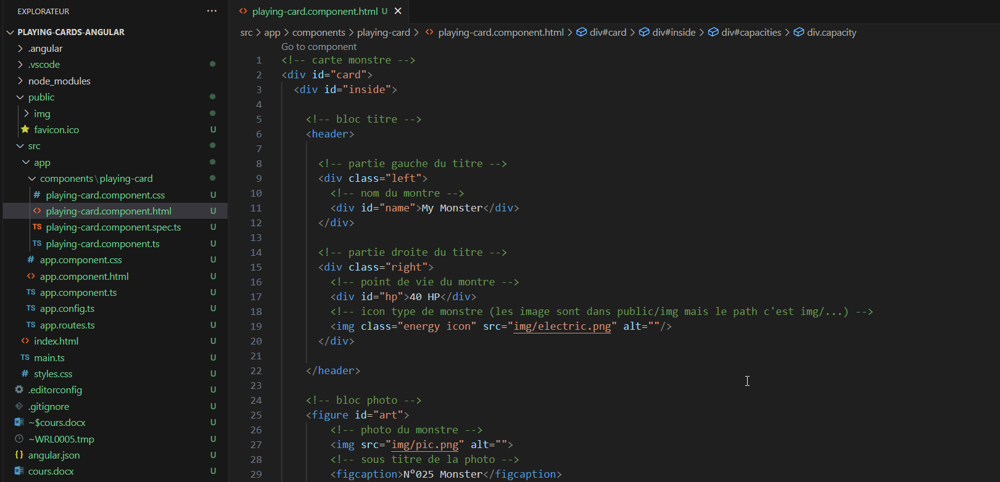 EXPLORATEUR ···
PLAYING-CARDS-ANGULAR
.angular
.vscode
node_modules
public
img
favicon.ico U
src
app
components\playing-card
# playing-card.component.css U
<> playing-card.component.html U
TS playing-card.component.spec.ts U
TS playing-card.component.ts U
# app.component.css U
<> app.component.html U
TS app.component.ts U
TS app.config.ts U
TS app.routes.ts U
<> index.html U
TS main.ts U
# styles.css U
.editorconfig U
.gitignore U
~$cours.docx U
~WRL0005.tmp U
{} angular.json U
cours.docx U
<> playing-card.component.html U ×
src > app > components > playing-card > <> playing-card.component.html > div#card > div#inside > div#capacities > div.capacity
Go to component
1 <!-- carte monstre -->
2 <div id="card">
3 <div id="inside">
4
5 <!-- bloc titre -->
6 <header>
7
8 <!-- partie gauche du titre -->
9 <div class="left">
10 <!-- nom du montre -->
11 <div id="name">My Monster</div>
12 </div>
13
14 <!-- partie droite du titre -->
15 <div class="right">
16 <!-- point de vie du montre -->
17 <div id="hp">40 HP</div>
18 <!-- icon type de monstre (les image sont dans public/img mais le path c'est img/...) -->
19 <img class="energy icon" src="img/electric.png" alt=""/>
20 </div>
21
22 </header>
23
24 <!-- bloc photo -->
25 <figure id="art">
26 <!-- photo du monstre -->
27 <img src="img/pic.png" alt="">
28 <!-- sous titre de la photo -->
29 <figcaption>N°025 Monster</figcaption>